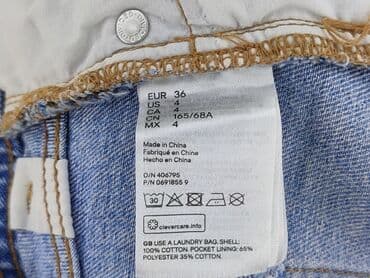 EUR 36
US 4
CA 4
CN 165/68A
MX 4
Made in China
Fabriqué en China
Hecho en China
O/N 406795
P/N 0691855 9
30
clevercare.info
GB USE A LAUNDRY BAG. SHELL:
100% COTTON. POCKET LINING: 65%
POLYESTER 35% COTTON.